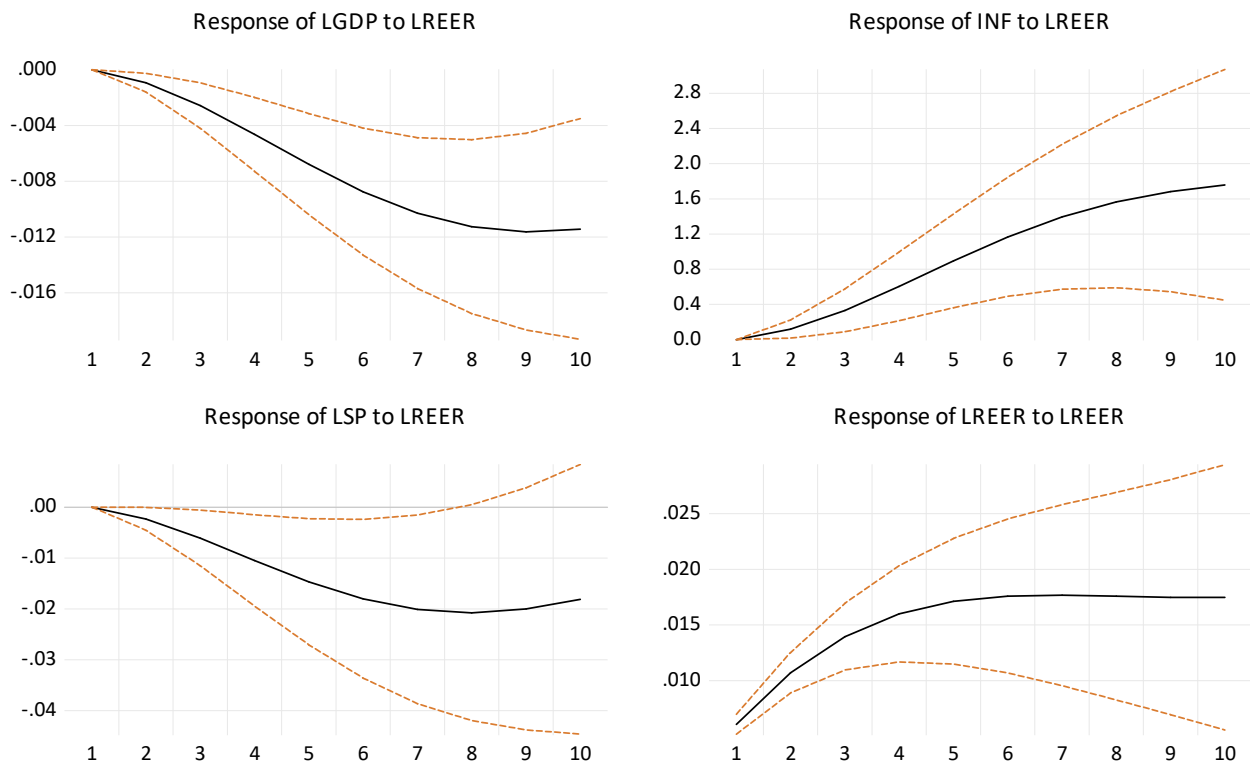 Response of LGDP to LREER
.000
-.004
-.008
-.012
-.016
1 2 3 4 5 6 7 8 9 10
Response of INF to LREER
2.8
2.4
2.0
1.6
1.2
0.8
0.4
0.0
1 2 3 4 5 6 7 8 9 10
Response of LSP to LREER
.00
-.01
-.02
-.03
-.04
1 2 3 4 5 6 7 8 9 10
Response of LREER to LREER
.025
.020
.015
.010
1 2 3 4 5 6 7 8 9 10